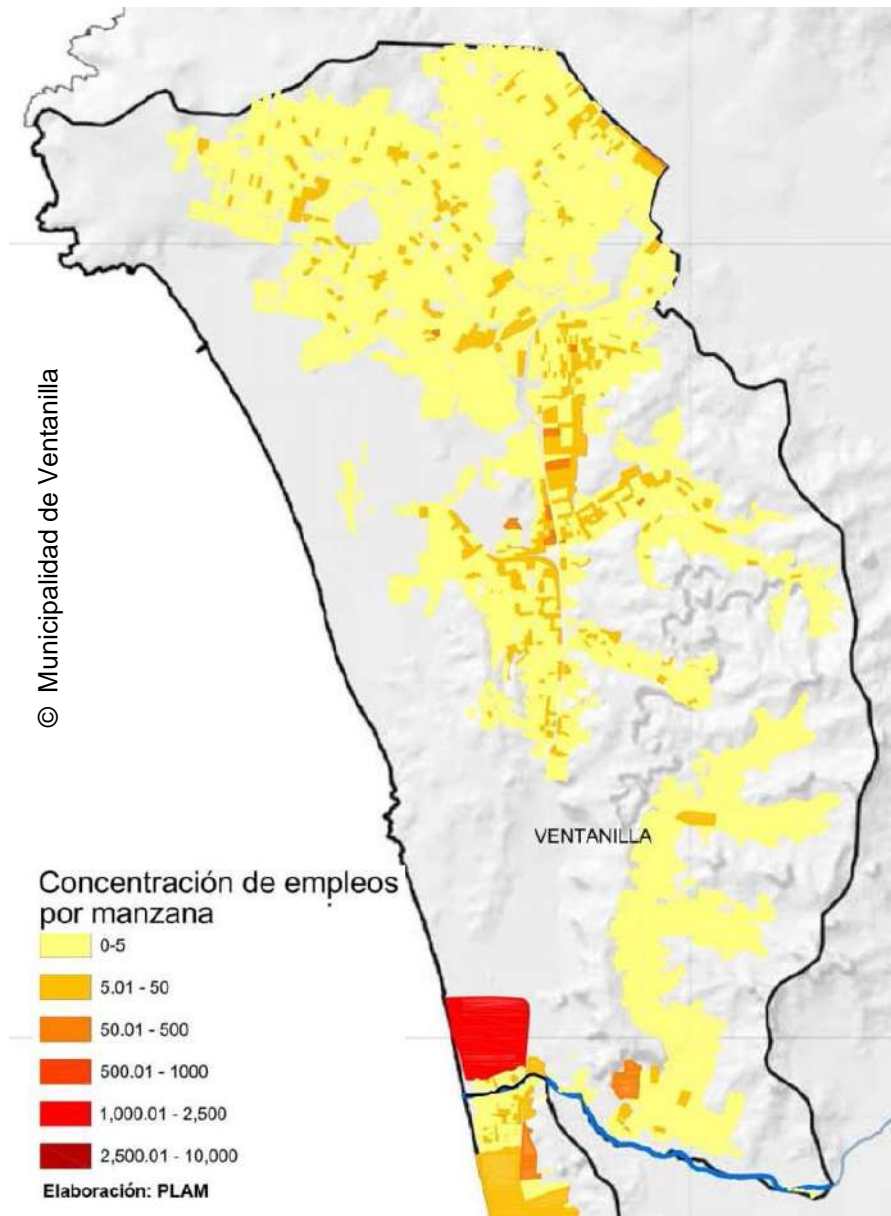 © Municipalidad de Ventanilla
VENTANILLA
Concentración de empleos
por manzana
0-5
5.01 - 50
50.01 - 500
500.01 - 1000
1,000.01 - 2,500
2,500.01 - 10,000
Elaboración: PLAM